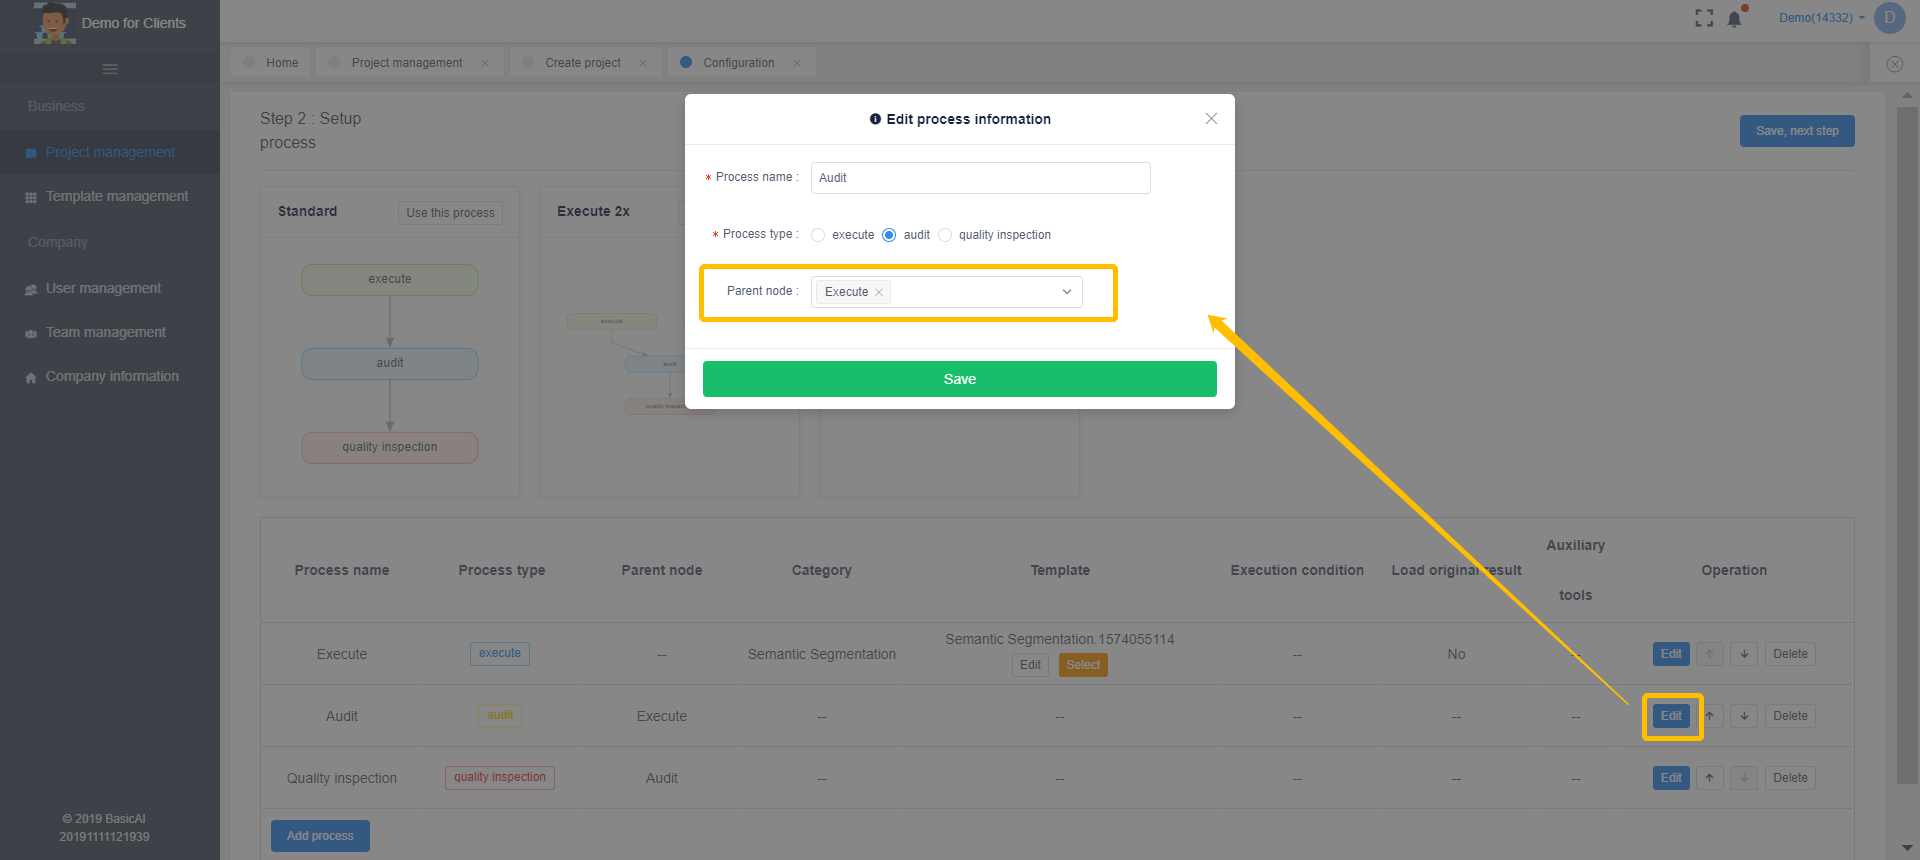 Demo for Clients
Demo(14332)
D
Home
Project management
Create project
Configuration
Business
Project management
Template management
Company
User management
Team management
Company information
© 2019 BasicAI
20191111121939
Step 2 : Setup
process
Save, next step
Standard
Use this process
execute
audit
quality inspection
Execute 2x
execute
audit
Edit process information
* Process name :
Audit
* Process type :
execute
audit
quality inspection
Parent node :
Execute
Save
Process name
Process type
Parent node
Category
Template
Execution condition
Load original result
Auxiliary
tools
Operation
Execute
execute
--
Semantic Segmentation
Semantic Segmentation.1574055114
Edit
Select
--
No
--
Edit
Delete
Audit
audit
Execute
--
--
--
--
--
Edit
Delete
Quality inspection
quality inspection
Audit
--
--
--
--
--
Edit
Delete
Add process